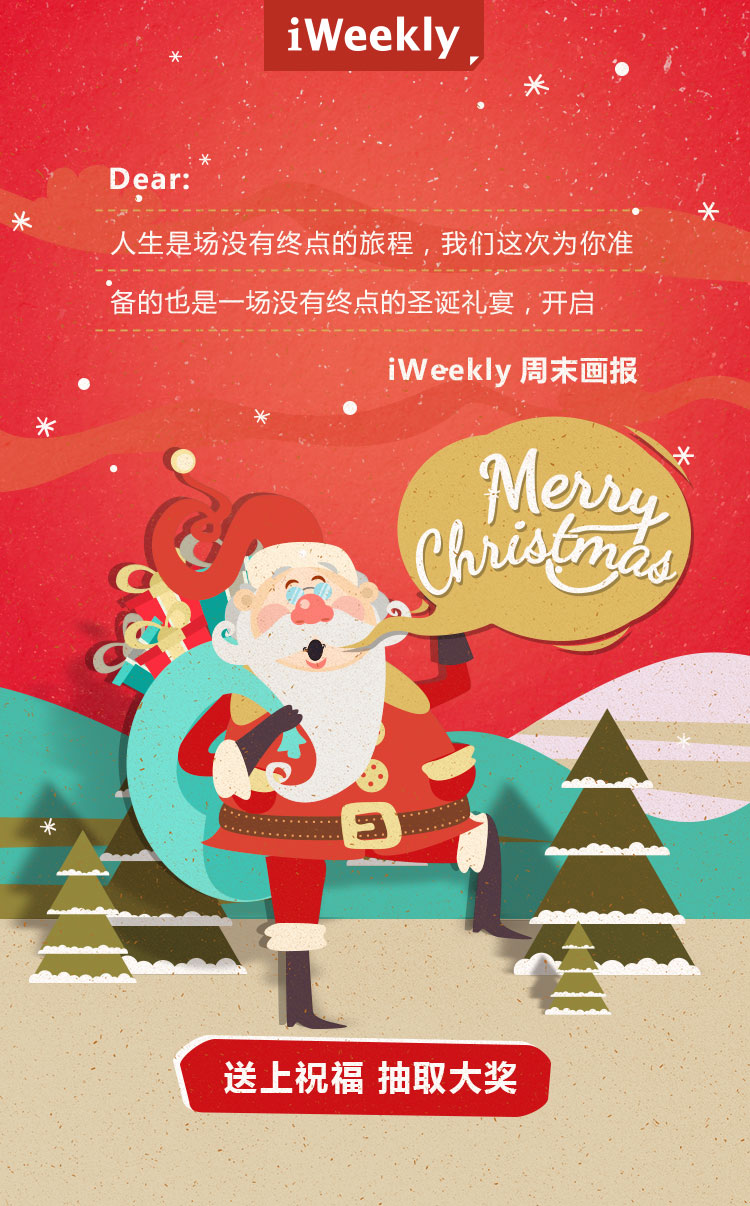 iWeekly
Dear:
人生是场没有终点的旅程，我们这次为你准
备的也是一场没有终点的圣诞礼宴，开启
iWeekly 周末画报
Merry
Christmas
送上祝福 抽取大奖